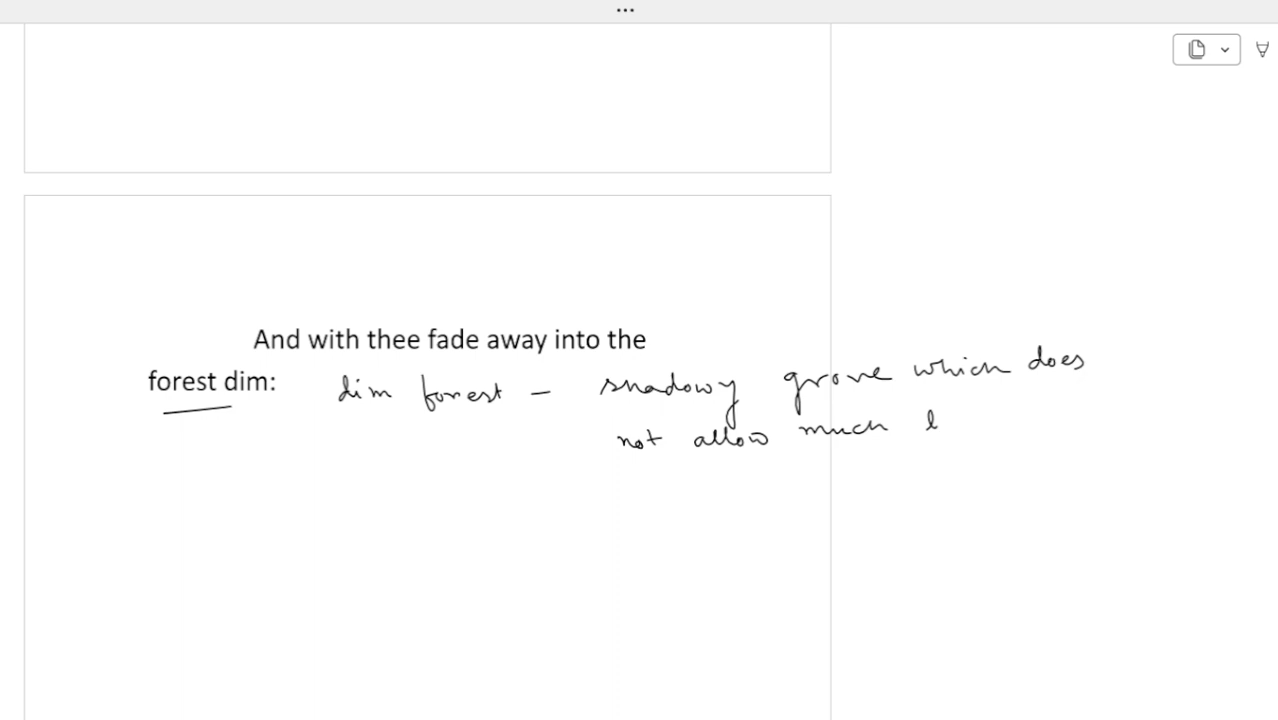 And with thee fade away into the
forest dim: dim forest – shadowy grove which does
not allow much l